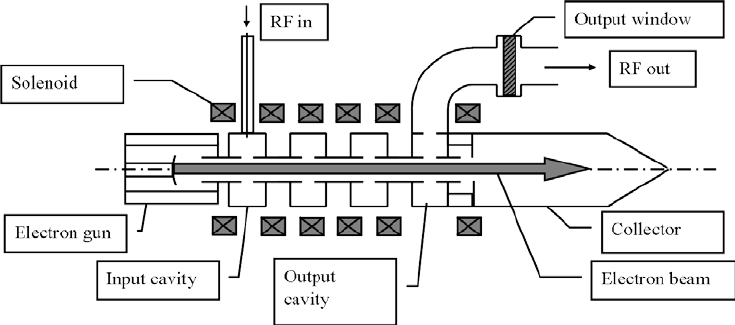 RF in
Output window
Solenoid
RF out
Electron gun
Collector
Input cavity
Output
cavity
Electron beam